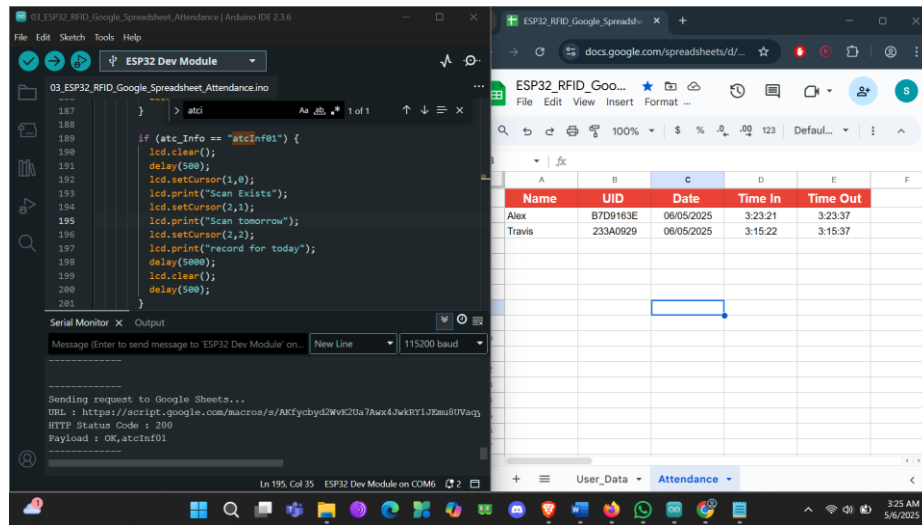 03_ESP32_RFID_Google_Spreadsheet_Attendance | Arduino IDE 2.3.6
File Edit Sketch Tools Help
ESP32 Dev Module
03_ESP32_RFID_Google_Spreadsheet_Attendance.ino
atci
Aa ab .* 1 of 1
187 }
188
189 if (atc_Info == "atcInf01") {
190 lcd.clear();
191 delay(500);
192 lcd.setCursor(1,0);
193 lcd.print("Scan Exists");
194 lcd.setCursor(2,1);
195 lcd.print("Scan tomorrow");
196 lcd.setCursor(2,2);
197 lcd.print("record for today");
198 delay(5000);
199 lcd.clear();
200 delay(500);
201 }
Serial Monitor Output
Message (Enter to send message to 'ESP32 Dev Module' on...
New Line
115200 baud
-------------
-------------
Sending request to Google Sheets...
HTTP Status Code : 200
Payload : OK,atcInf01
-------------
Ln 195, Col 35 ESP32 Dev Module on COM6 2
ESP32_RFID_Google_Spreadshe
docs.google.com/spreadsheets/d/...
ESP32_RFID_Goo...
File Edit View Insert Format ...
S
100% $ % .0 .00 123 Defaul...
fx
A B C D E F
Name UID Date Time In Time Out
Alex B7D9163E 06/05/2025 3:23:21 3:23:37
Travis 233A0929 06/05/2025 3:15:22 3:15:37
User_Data Attendance
1
3:25 AM
5/6/2025